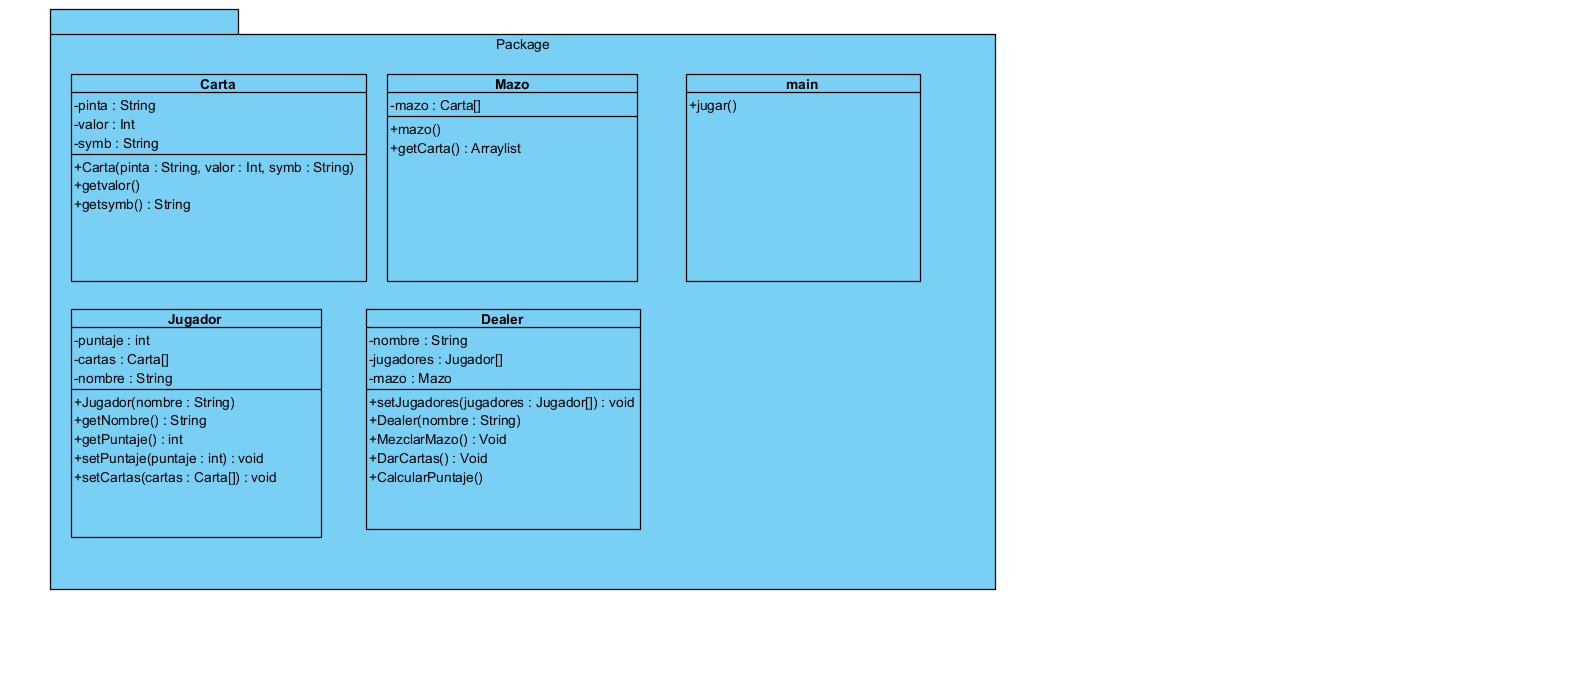 Package
Carta
-pinta : String
-valor : Int
-symb : String
+Carta(pinta : String, valor : Int, symb : String)
+getvalor()
+getsymb() : String
Mazo
-mazo : Carta[]
+mazo()
+getCarta() : Arraylist
main
+jugar()
Jugador
-puntaje : int
-cartas : Carta[]
-nombre : String
+Jugador(nombre : String)
+getNombre() : String
+getPuntaje() : int
+setPuntaje(puntaje : int) : void
+setCartas(cartas : Carta[]) : void
Dealer
-nombre : String
-jugadores : Jugador[]
-mazo : Mazo
+setJugadores(jugadores : Jugador[]) : void
+Dealer(nombre : String)
+MezclarMazo() : Void
+DarCartas() : Void
+CalcularPuntaje()